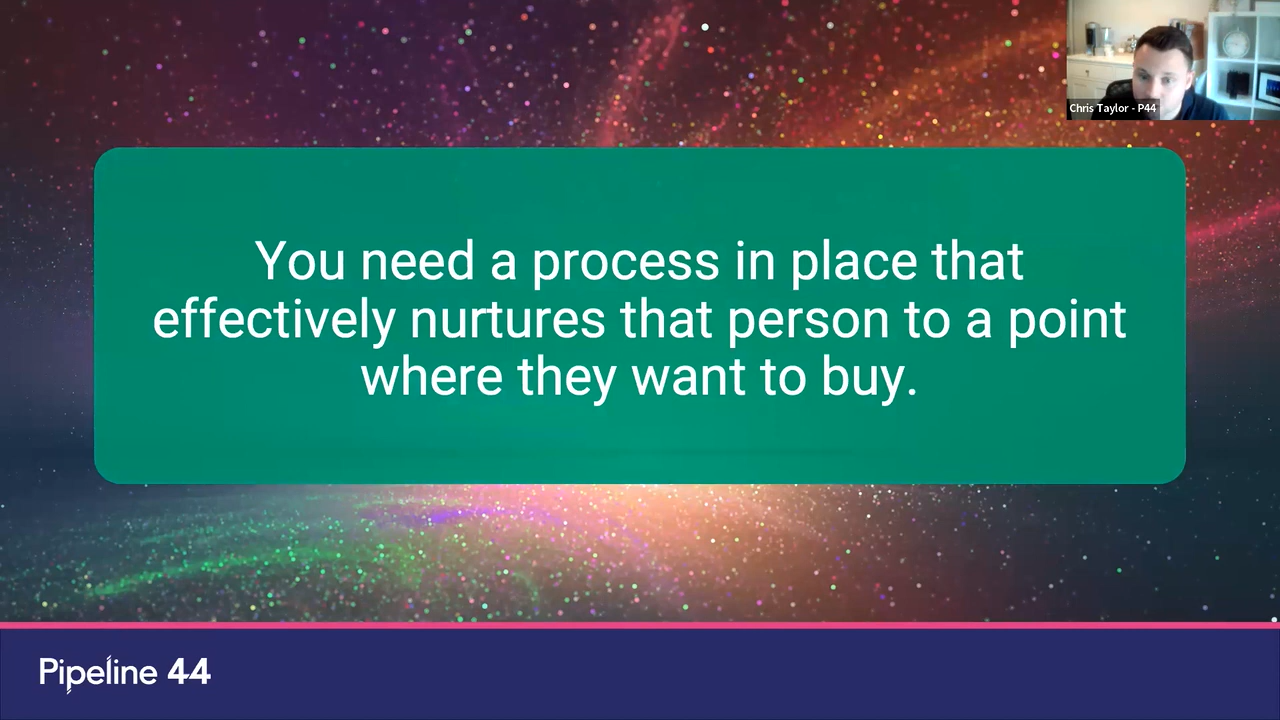 Chris Taylor - P44
You need a process in place that
effectively nurtures that person to a point
where they want to buy.
Pipeline 44